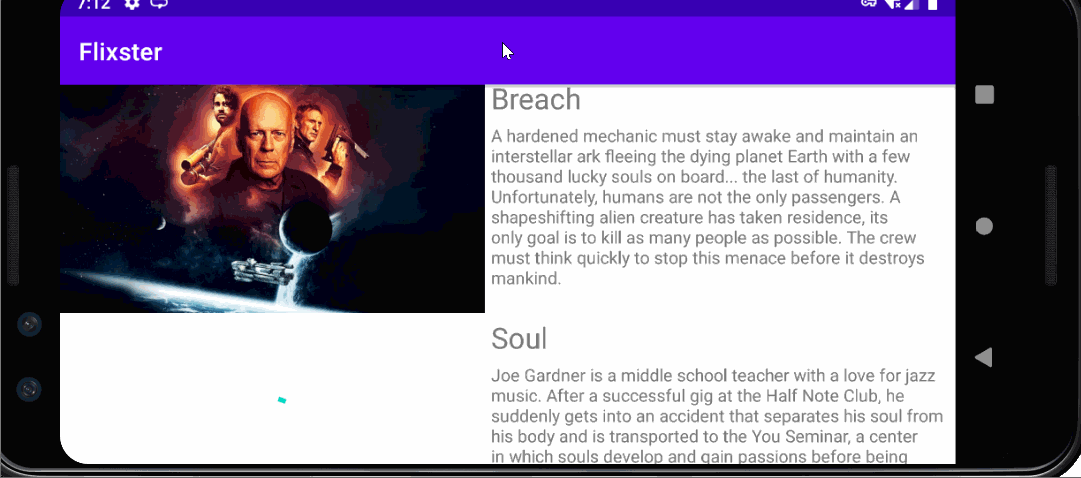 7:12
Flixster
Breach
A hardened mechanic must stay awake and maintain an
interstellar ark fleeing the dying planet Earth with a few
thousand lucky souls on board... the last of humanity.
Unfortunately, humans are not the only passengers. A
shapeshifting alien creature has taken residence, its
only goal is to kill as many people as possible. The crew
must think quickly to stop this menace before it destroys
mankind.
Soul
Joe Gardner is a middle school teacher with a love for jazz
music. After a successful gig at the Half Note Club, he
suddenly gets into an accident that separates his soul from
his body and is transported to the You Seminar, a center
in which souls develop and gain passions before being